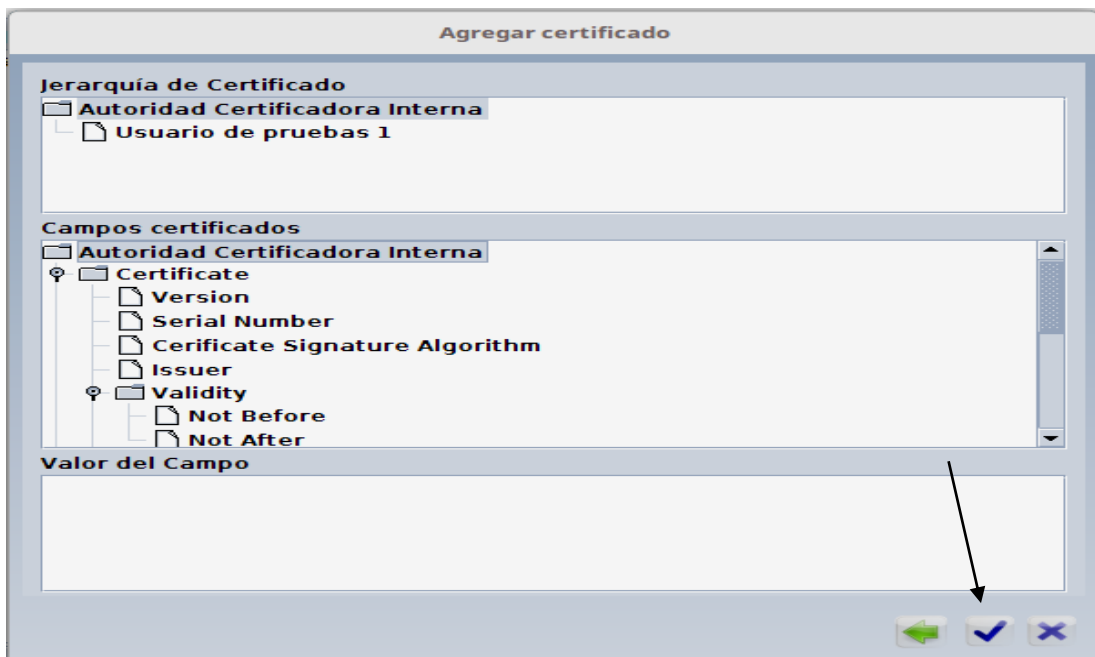 Agregar certificado
Jerarquía de Certificado
Autoridad Certificadora Interna
Usuario de pruebas 1
Campos certificados
Autoridad Certificadora Interna
Certificate
Version
Serial Number
Cerificate Signature Algorithm
Issuer
Validity
Not Before
Not After
Valor del Campo